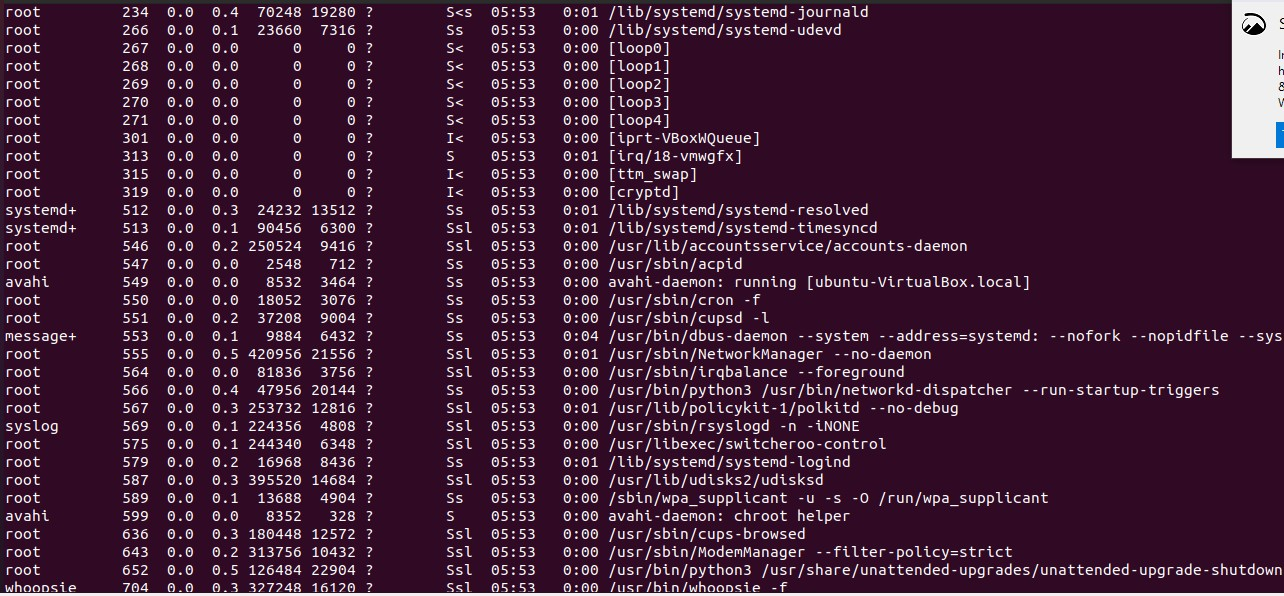 root 234 0.0 0.4 70248 19280 ? S<s 05:53 0:01 /lib/systemd/systemd-journald
root 266 0.0 0.1 23660 7316 ? Ss 05:53 0:00 /lib/systemd/systemd-udevd
root 267 0.0 0.0 0 0 ? S< 05:53 0:00 [loop0]
root 268 0.0 0.0 0 0 ? S< 05:53 0:00 [loop1]
root 269 0.0 0.0 0 0 ? S< 05:53 0:00 [loop2]
root 270 0.0 0.0 0 0 ? S< 05:53 0:00 [loop3]
root 271 0.0 0.0 0 0 ? S< 05:53 0:00 [loop4]
root 301 0.0 0.0 0 0 ? I< 05:53 0:00 [iprt-VBoxWQueue]
root 313 0.0 0.0 0 0 ? S 05:53 0:01 [irq/18-vmwgfx]
root 315 0.0 0.0 0 0 ? I< 05:53 0:00 [ttm_swap]
root 319 0.0 0.0 0 0 ? I< 05:53 0:00 [cryptd]
systemd+ 512 0.0 0.3 24232 13512 ? Ss 05:53 0:01 /lib/systemd/systemd-resolved
systemd+ 513 0.0 0.1 90456 6300 ? Ssl 05:53 0:01 /lib/systemd/systemd-timesyncd
root 546 0.0 0.2 250524 9416 ? Ssl 05:53 0:00 /usr/lib/accountsservice/accounts-daemon
root 547 0.0 0.0 2548 712 ? Ss 05:53 0:00 /usr/sbin/acpid
avahi 549 0.0 0.0 8532 3464 ? Ss 05:53 0:00 avahi-daemon: running [ubuntu-VirtualBox.local]
root 550 0.0 0.0 18052 3076 ? Ss 05:53 0:00 /usr/sbin/cron -f
root 551 0.0 0.2 37208 9004 ? Ss 05:53 0:00 /usr/sbin/cupsd -l
message+ 553 0.0 0.1 9884 6432 ? Ss 05:53 0:04 /usr/bin/dbus-daemon --system --address=systemd: --nofork --nopidfile --sys
root 555 0.0 0.5 420956 21556 ? Ssl 05:53 0:01 /usr/sbin/NetworkManager --no-daemon
root 564 0.0 0.0 81836 3756 ? Ssl 05:53 0:00 /usr/sbin/irqbalance --foreground
root 566 0.0 0.4 47956 20144 ? Ss 05:53 0:00 /usr/bin/python3 /usr/bin/networkd-dispatcher --run-startup-triggers
root 567 0.0 0.3 253732 12816 ? Ssl 05:53 0:01 /usr/lib/policykit-1/polkitd --no-debug
syslog 569 0.0 0.1 224356 4808 ? Ssl 05:53 0:00 /usr/sbin/rsyslogd -n -iNONE
root 575 0.0 0.1 244340 6348 ? Ssl 05:53 0:00 /usr/libexec/switcheroo-control
root 579 0.0 0.2 16968 8436 ? Ss 05:53 0:01 /lib/systemd/systemd-logind
root 587 0.0 0.3 395520 14684 ? Ssl 05:53 0:00 /usr/lib/udisks2/udisksd
root 589 0.0 0.1 13688 4904 ? Ss 05:53 0:00 /sbin/wpa_supplicant -u -s -O /run/wpa_supplicant
avahi 599 0.0 0.0 8352 328 ? S 05:53 0:00 avahi-daemon: chroot helper
root 636 0.0 0.3 180448 12572 ? Ssl 05:53 0:00 /usr/sbin/cups-browsed
root 643 0.0 0.2 313756 10432 ? Ssl 05:53 0:00 /usr/sbin/ModemManager --filter-policy=strict
root 652 0.0 0.5 126484 22904 ? Ssl 05:53 0:00 /usr/bin/python3 /usr/share/unattended-upgrades/unattended-upgrade-shutdown
whoopsie 704 0.0 0.3 327248 16120 ? Ssl 05:53 0:00 /usr/bin/whoopsie -f